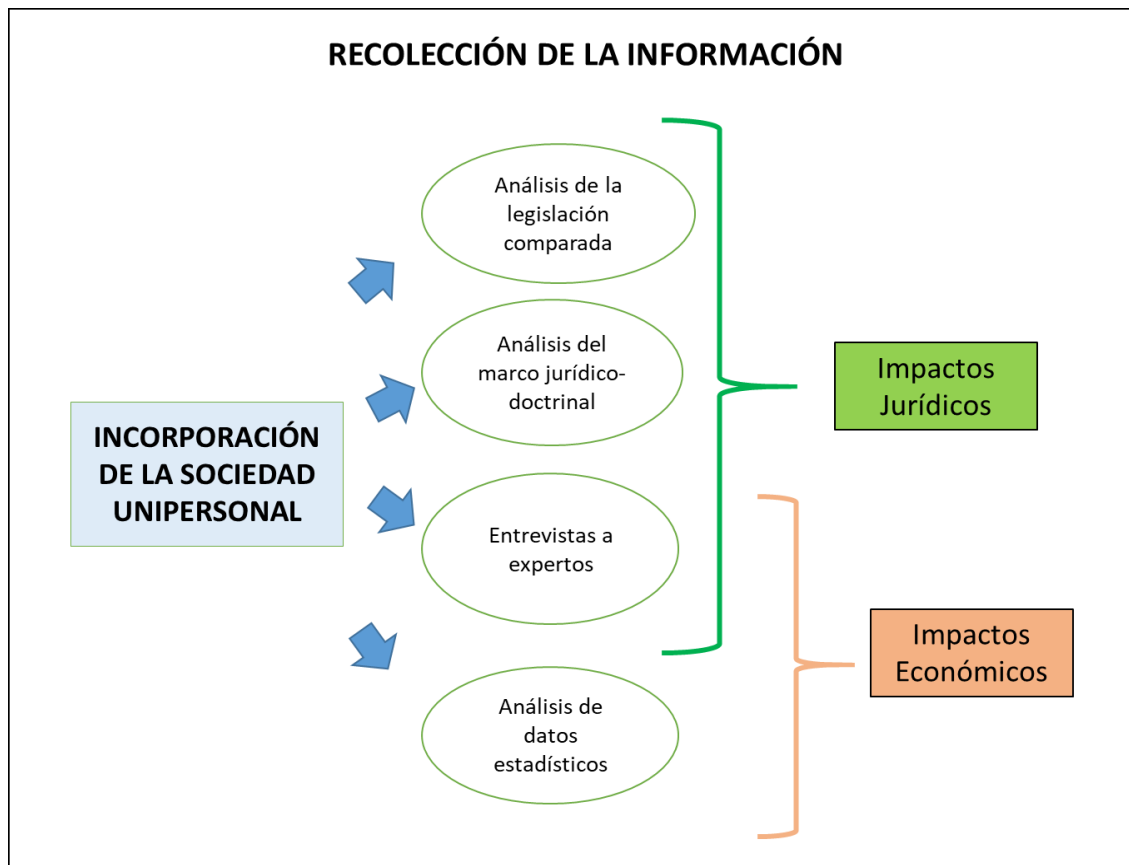 RECOLECCIÓN DE LA INFORMACIÓN
INCORPORACIÓN
DE LA SOCIEDAD
UNIPERSONAL
Análisis de la
legislación
comparada
Análisis del
marco jurídico-
doctrinal
Entrevistas a
expertos
Análisis de
datos
estadísticos
Impactos
Jurídicos
Impactos
Económicos